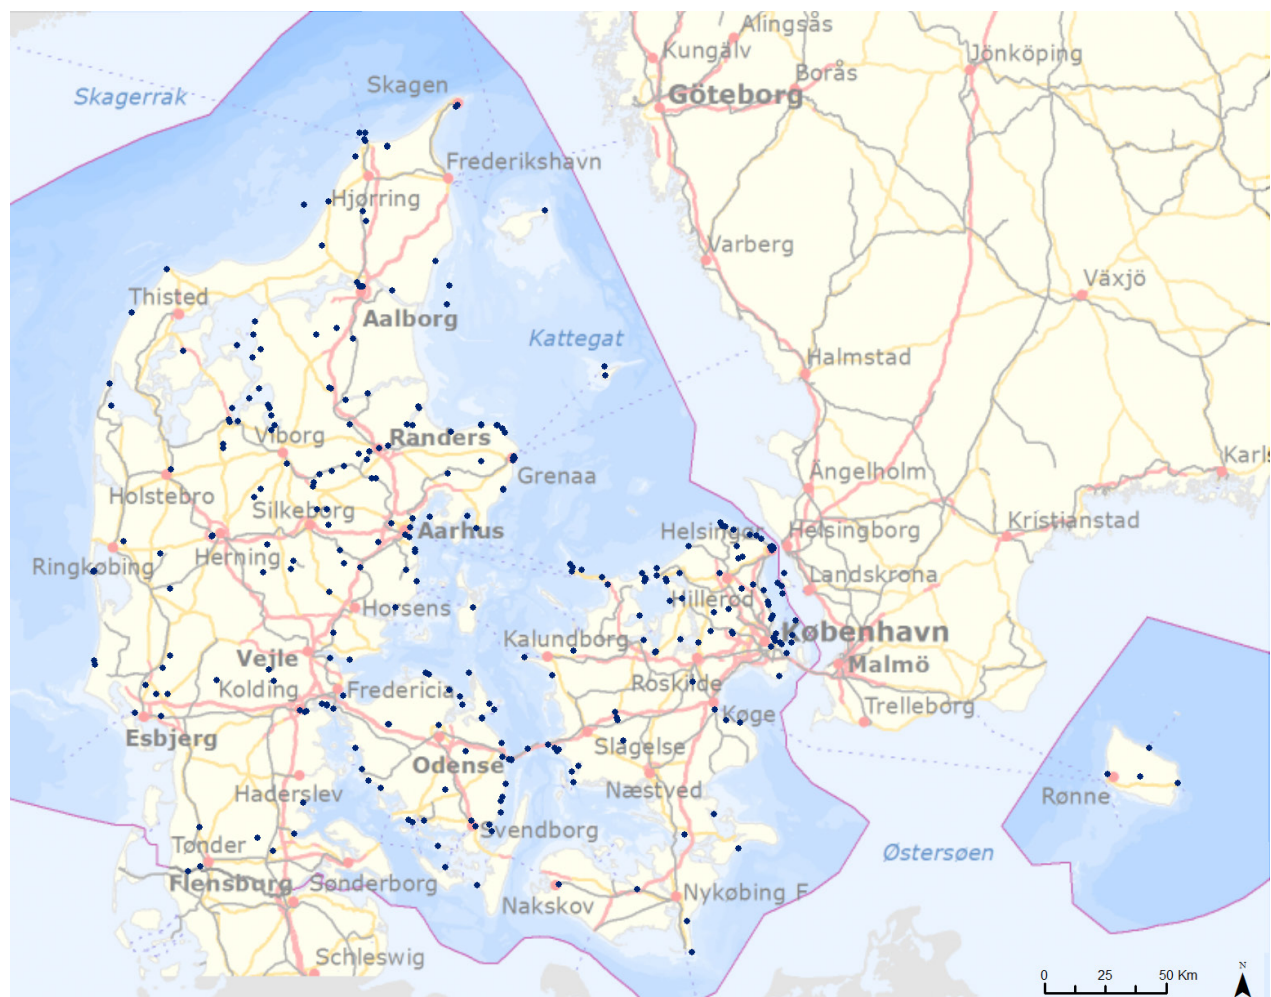 Alingsås
Kungälv
Jönköping
Borås
Skagen
Göteborg
Skagerrak
Frederikshavn
Hjørring
Varberg
Växjö
Thisted
Aalborg
Kattegat
Halmstad
Viborg
Randers
Karls
Grenaa
Ängelholm
Holstebro
Silkeborg
Aarhus
Helsingør
Helsingborg
Kristianstad
Herning
Ringkøbing
Landskrona
Hillerød
Horsens
København
Kalundborg
Vejle
Malmö
Kolding
Fredericia
Roskilde
Trelleborg
Køge
Esbjerg
Slagelse
Odense
Næstved
Haderslev
Rønne
Svendborg
Tønder
Østersøen
Flensburg
Sønderborg
Nykøbing F
Nakskov
Schleswig
N
0 25 50 Km